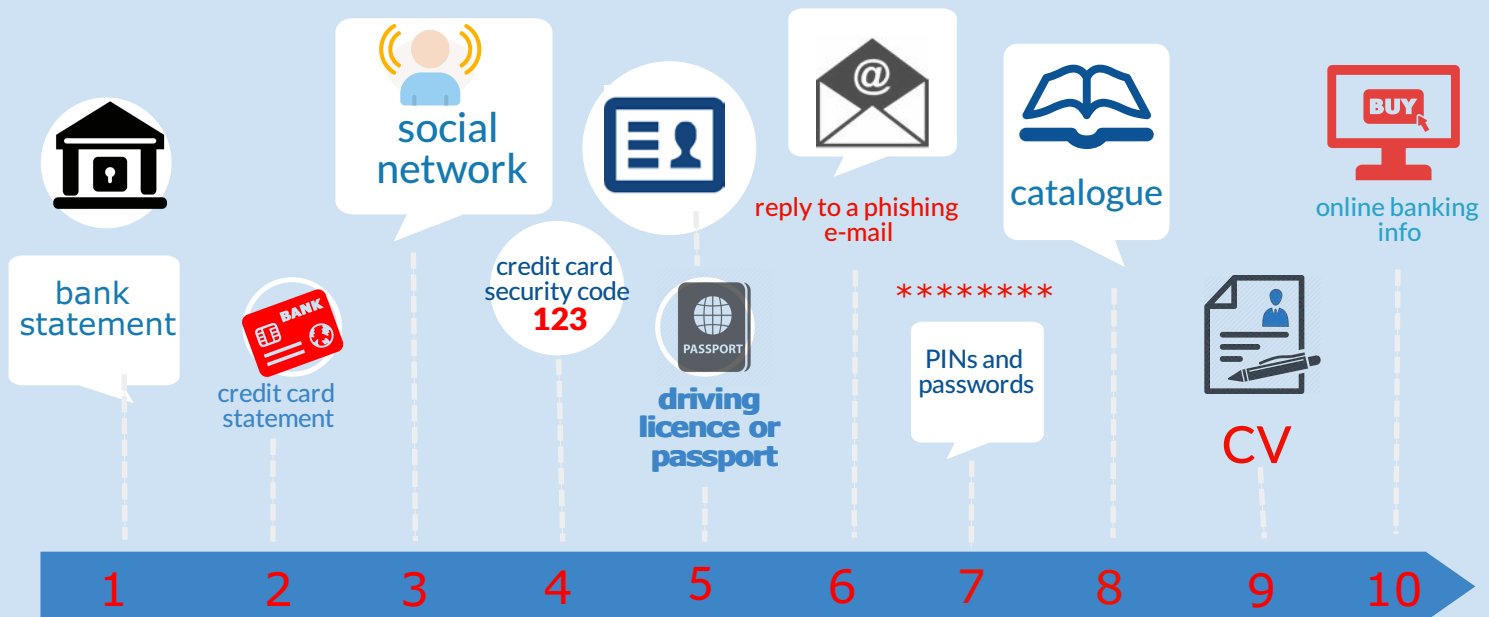 bank
statement
BANK
credit card
statement
social
network
credit card
security code
123
PASSPORT
driving
licence or
passport
@
reply to a phishing
e-mail
********
PINs and
passwords
catalogue
CV
BUY
online banking
info
1 2 3 4 5 6 7 8 9 10